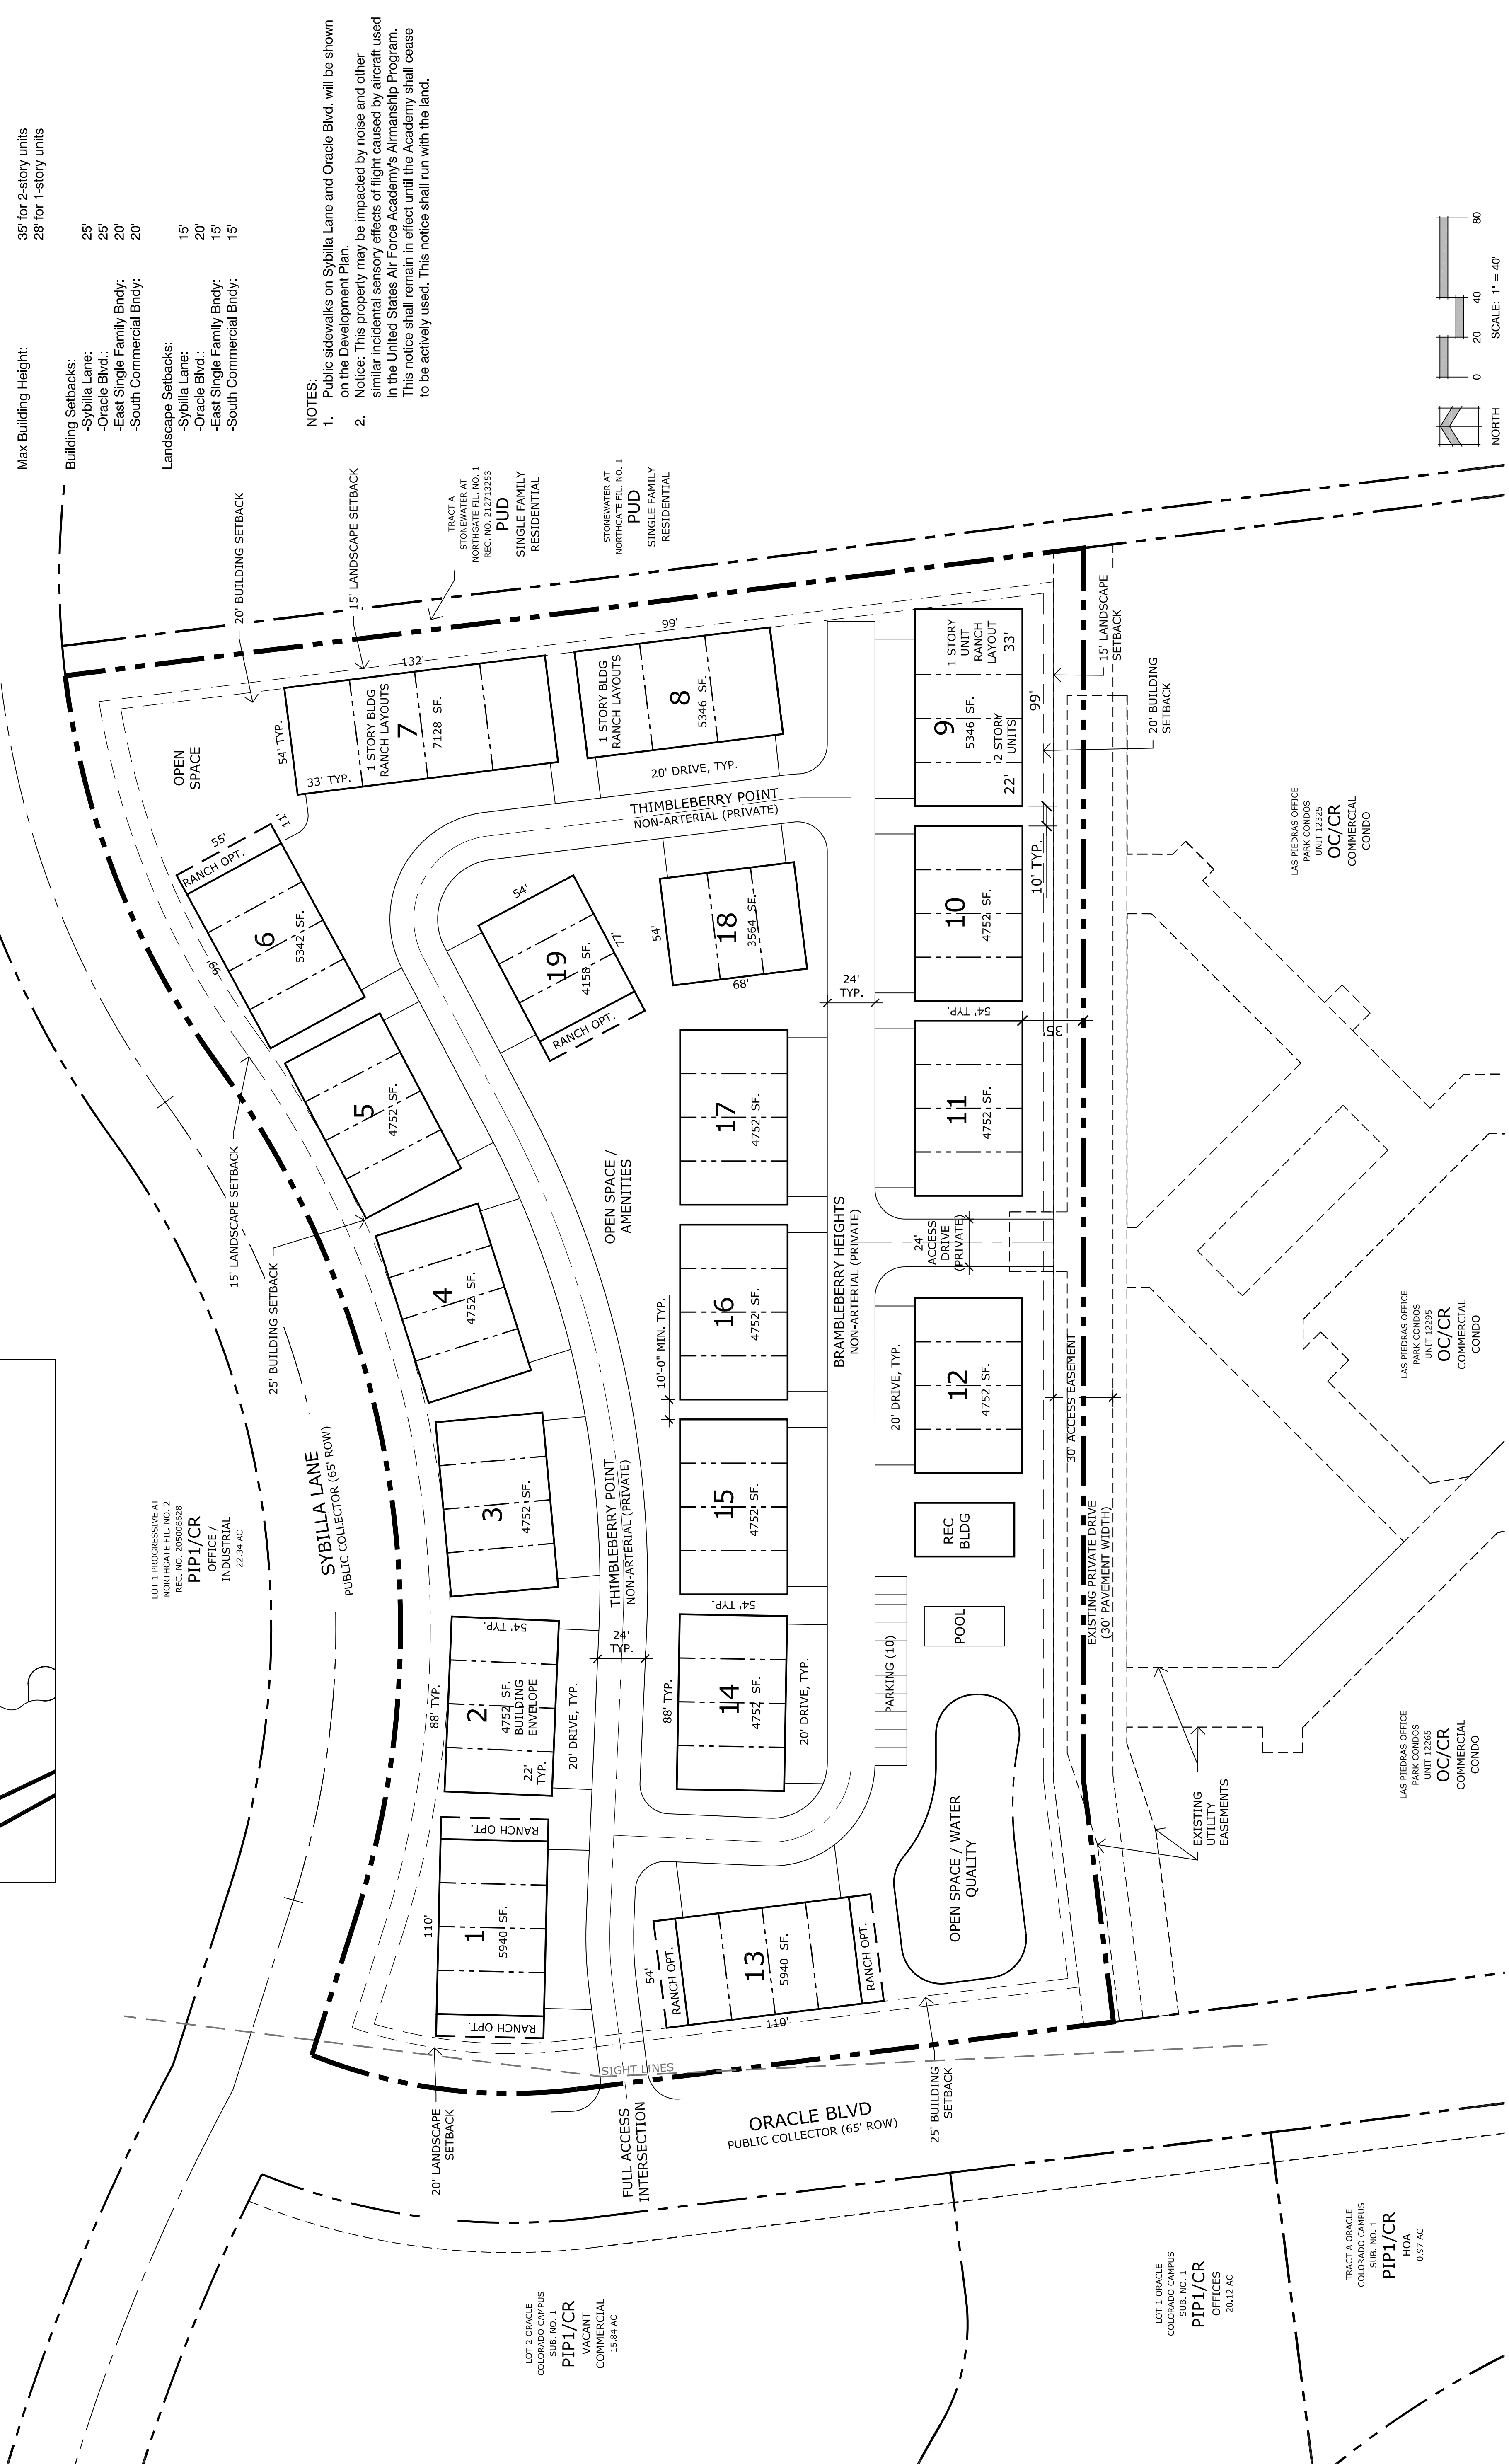 Max Building Height: 35' for 2-story units
28' for 1-story units
Building Setbacks:
-Sybilla Lane: 25'
-Oracle Blvd.: 25'
-East Single Family Bndy: 20'
-South Commercial Bndy: 20'
Landscape Setbacks:
-Sybilla Lane: 15'
-Oracle Blvd.: 20'
-East Single Family Bndy: 15'
-South Commercial Bndy: 15'
NOTES:
1. Public sidewalks on Sybilla Lane and Oracle Blvd. will be shown
on the Development Plan.
2. Notice: This property may be impacted by noise and other
similar incidental sensory effects of flight caused by aircraft used
in the United States Air Force Academy's Airmanship Program.
This notice shall remain in effect until the Academy shall cease
to be actively used. This notice shall run with the land.
LOT 1 PROGRESSIVE AT
NORTHGATE FIL. NO. 2
REC. NO. 205008628
PIP1/CR
OFFICE /
INDUSTRIAL
22.34 AC
SYBILLA LANE
PUBLIC COLLECTOR (65' ROW)
25' BUILDING SETBACK
15' LANDSCAPE SETBACK
20' BUILDING SETBACK
15' LANDSCAPE SETBACK
TRACT A
STONEWATER AT
NORTHGATE FIL. NO. 1
REC. NO. 212713253
PUD
SINGLE FAMILY
RESIDENTIAL
STONEWATER AT
NORTHGATE FIL. NO. 1
PUD
SINGLE FAMILY
RESIDENTIAL
OPEN
SPACE
20' LANDSCAPE
SETBACK
110'
RANCH OPT.
1
5940 SF.
RANCH OPT.
88' TYP.
2
4752 SF.
BUILDING
ENVELOPE
22'
TYP.
54' TYP.
20' DRIVE, TYP.
3
4752 SF.
4
4752 SF.
5
4752 SF.
6
5342 SF.
99'
RANCH OPT.
55'
11'
54' TYP.
33' TYP.
1 STORY BLDG
RANCH LAYOUTS
7
7128 SF.
132'
1 STORY BLDG
RANCH LAYOUTS
8
5346 SF.
99'
20' DRIVE, TYP.
THIMBLEBERRY POINT
NON-ARTERIAL (PRIVATE)
THIMBLEBERRY POINT
NON-ARTERIAL (PRIVATE)
24'
TYP.
OPEN SPACE /
AMENITIES
54'
19
4158 SF.
77'
RANCH OPT.
54'
18
3564 SF.
68'
17
4752 SF.
16
4752 SF.
10'-0" MIN. TYP.
15
4752 SF.
54' TYP.
88' TYP.
14
4752 SF.
20' DRIVE, TYP.
54'
RANCH OPT.
13
5940 SF.
RANCH OPT.
110'
BRAMBLEBERRY HEIGHTS
NON-ARTERIAL (PRIVATE)
24'
TYP.
SIGHT LINES
FULL ACCESS
INTERSECTION
ORACLE BLVD
PUBLIC COLLECTOR (65' ROW)
25' BUILDING
SETBACK
OPEN SPACE / WATER
QUALITY
PARKING (10)
POOL
REC
BLDG
20' DRIVE, TYP.
12
4752 SF.
24'
ACCESS
DRIVE
(PRIVATE)
11
4752 SF.
54' TYP.
35'
10
4752 SF.
10' TYP.
9
5346 SF.
2 STORY
UNITS
22'
1 STORY
UNIT
RANCH
LAYOUT
33'
99'
15' LANDSCAPE
SETBACK
20' BUILDING
SETBACK
30' ACCESS EASEMENT
EXISTING PRIVATE DRIVE
(30' PAVEMENT WIDTH)
EXISTING
UTILITY
EASEMENTS
LAS PIEDRAS OFFICE
PARK CONDOS
UNIT 12325
OC/CR
COMMERCIAL
CONDO
LAS PIEDRAS OFFICE
PARK CONDOS
UNIT 12295
OC/CR
COMMERCIAL
CONDO
LAS PIEDRAS OFFICE
PARK CONDOS
UNIT 12265
OC/CR
COMMERCIAL
CONDO
LOT 2 ORACLE
COLORADO CAMPUS
SUB. NO. 1
PIP1/CR
VACANT
COMMERCIAL
15.84 AC
LOT 1 ORACLE
COLORADO CAMPUS
SUB. NO. 1
PIP1/CR
OFFICES
20.12 AC
TRACT A ORACLE
COLORADO CAMPUS
SUB. NO. 1
PIP1/CR
HOA
0.97 AC
NORTH
0 20 40 80
SCALE: 1" = 40'